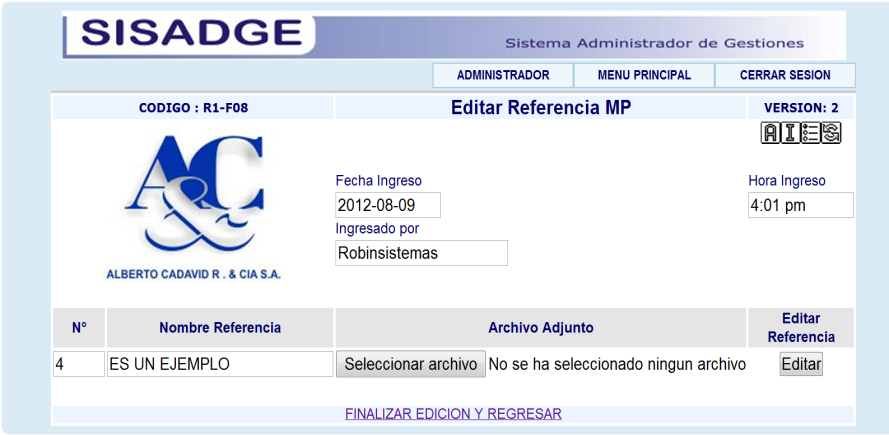 SISADGE
Sistema Administrador de Gestiones
ADMINISTRADOR MENU PRINCIPAL CERRAR SESION
CODIGO : R1-F08 Editar Referencia MP VERSION: 2
A&C
Fecha Ingreso Hora Ingreso
2012-08-09 4:01 pm
Ingresado por
Robinsistemas
ALBERTO CADAVID R . & CIA S.A.
N° Nombre Referencia Archivo Adjunto Editar Referencia
4 ES UN EJEMPLO Seleccionar archivo No se ha seleccionado ningun archivo Editar
FINALIZAR EDICION Y REGRESAR